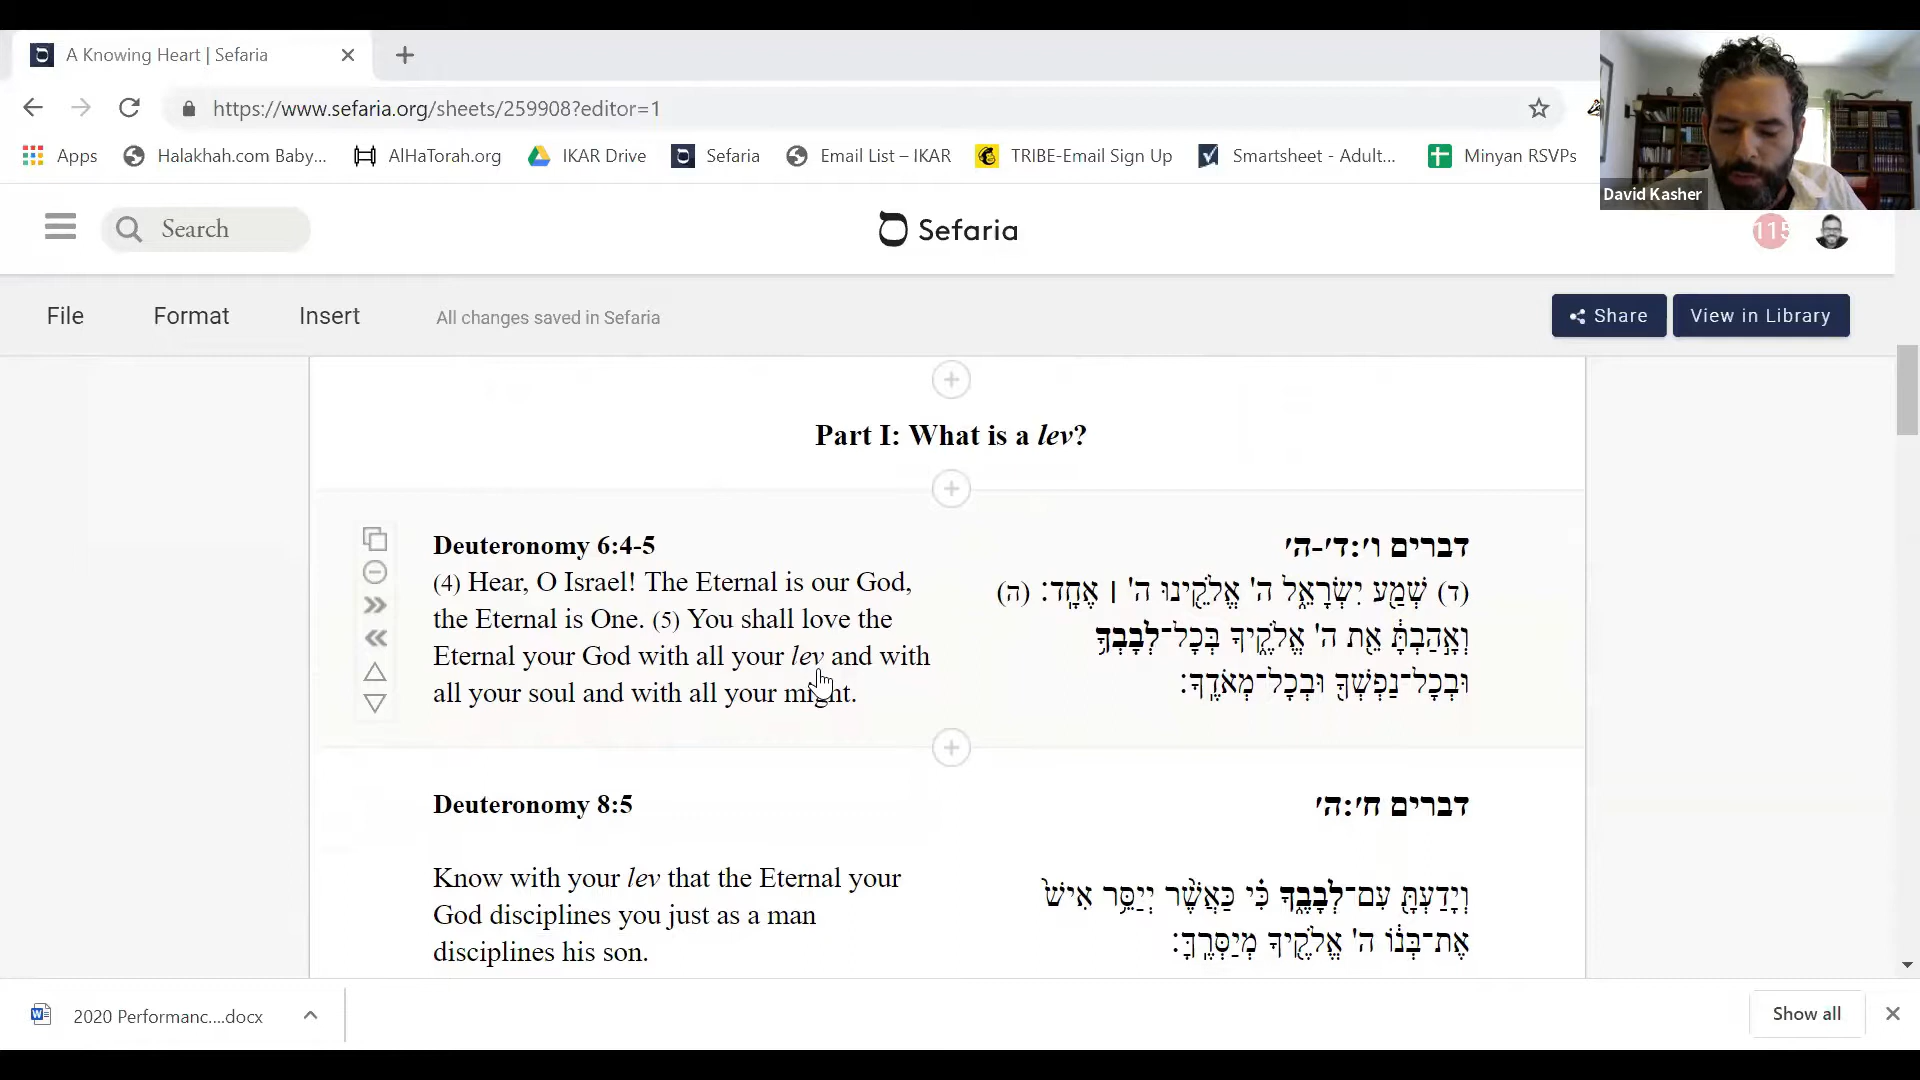 A Knowing Heart | Sefaria
https://www.sefaria.org/sheets/259908?editor=1
Apps
Halakhah.com Baby...
AlHaTorah.org
IKAR Drive
Sefaria
Email List – IKAR
TRIBE-Email Sign Up
Smartsheet - Adult...
Minyan RSVPs
David Kasher
Search
Sefaria
115
File
Format
Insert
All changes saved in Sefaria
Share
View in Library
Part I: What is a lev?
Deuteronomy 6:4-5
(4) Hear, O Israel! The Eternal is our God,
the Eternal is One. (5) You shall love the
Eternal your God with all your lev and with
all your soul and with all your might.
דברים ו׳:ד׳-ה׳
(ד) שְׁמַ֖ע יִשְׂרָאֵ֑ל ה' אֱלֹקֵ֖ינוּ ה' ׀ אֶחָֽד׃ (ה)
וְאָ֣הַבְתָּ֔ אֵ֖ת ה' אֱלֹקֶ֑יךָ בְּכָל־לְבָבְךָ֥
וּבְכָל־נַפְשְׁךָ֖ וּבְכָל־מְאֹדֶֽךָ׃
Deuteronomy 8:5
Know with your lev that the Eternal your
God disciplines you just as a man
disciplines his son.
דברים ח׳:ה׳
וְיָדַעְתָּ֖ עִם־לְבָבֶ֑ךָ כִּ֗י כַּאֲשֶׁ֨ר יְיַסֵּ֥ר אִישׁ֙
אֶת־בְּנ֔וֹ ה' אֱלֹקֶ֖יךָ מְיַסְּרֶֽךָּ׃
2020 Performanc....docx
Show all